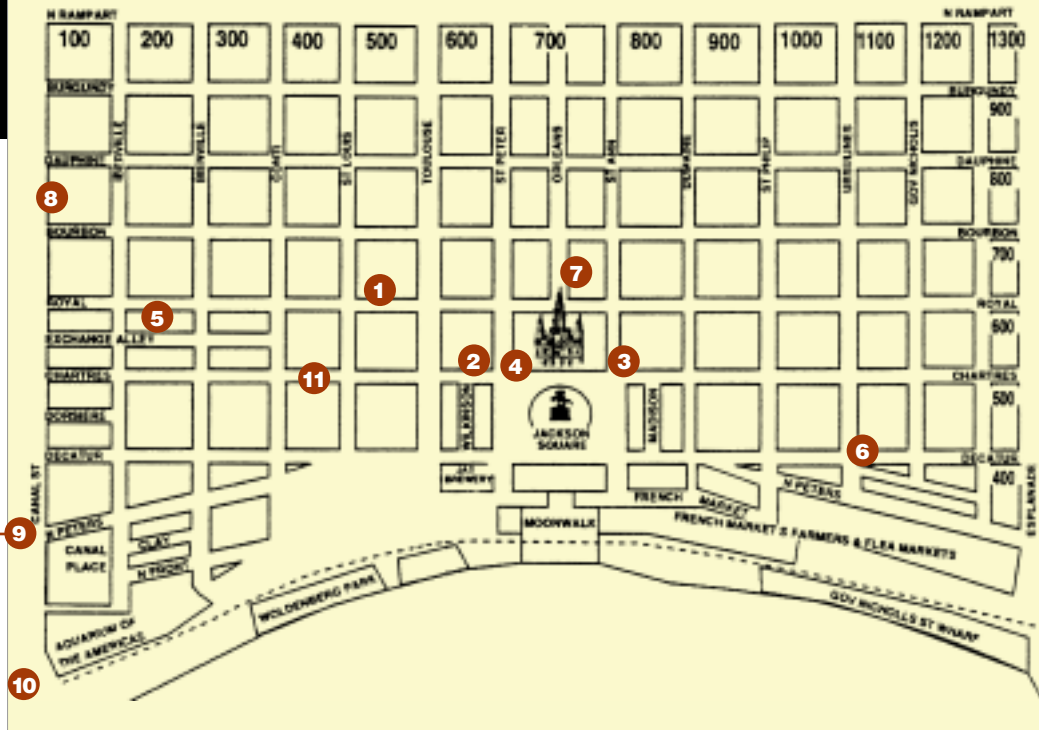 N RAMPART
N RAMPART
100
200
300
400
500
600
700
800
900
1000
1100
1200
1300
BURGUNDY
BURGUNDY
900
IBERVILLE
BIENVILLE
CONTI
ST LOUIS
TOULOUSE
ST PETER
ORLEANS
ST ANN
DUMAINE
ST PHILIP
URSULINES
GOV NICHOLLS
DAUPHINE
DAUPHINE
800
8
BOURBON
BOURBON
700
7
1
ROYAL
ROYAL
5
600
EXCHANGE ALLEY
2
4
3
CHARTRES
11
CHARTRES
500
WILKINSON
MADISON
JACKSON
SQUARE
DORSIERE
DECATUR
6
DECATUR
400
CANAL ST
ESPLANADE
JAX
BREWERY
FRENCH
MARKET
N PETERS
9
N PETERS
MOONWALK
FRENCH MARKET S FARMERS & FLEA MARKETS
CANAL
PLACE
CLAY
N FRONT
WOLDENBERG PARK
GOV NICHOLLS ST WHARF
AQUARIUM OF
THE AMERICAS
10